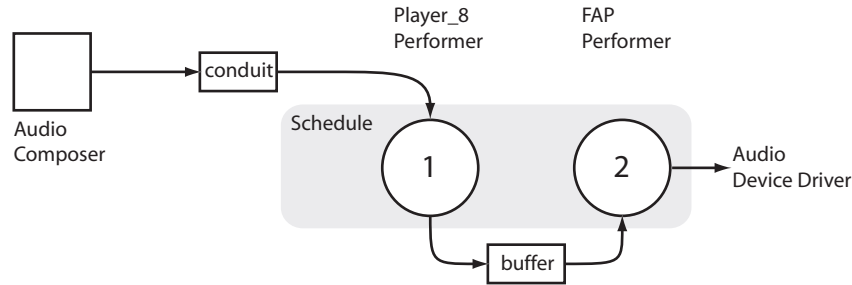 Player_8
Performer
FAP
Performer
conduit
Audio
Composer
Schedule
1
2
Audio
Device Driver
buffer